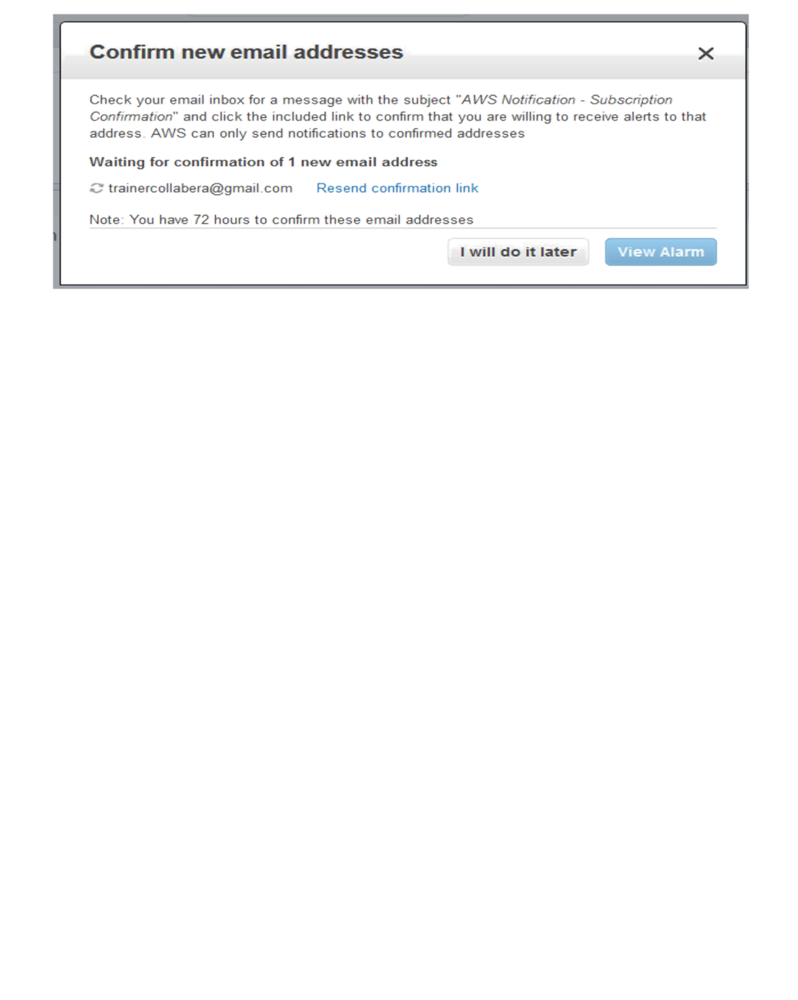 Confirm new email addresses
Check your email inbox for a message with the subject "AWS Notification - Subscription
Confirmation" and click the included link to confirm that you are willing to receive alerts to that
address. AWS can only send notifications to confirmed addresses
Waiting for confirmation of 1 new email address
trainercollabera@gmail.com Resend confirmation link
Note: You have 72 hours to confirm these email addresses
I will do it later View Alarm